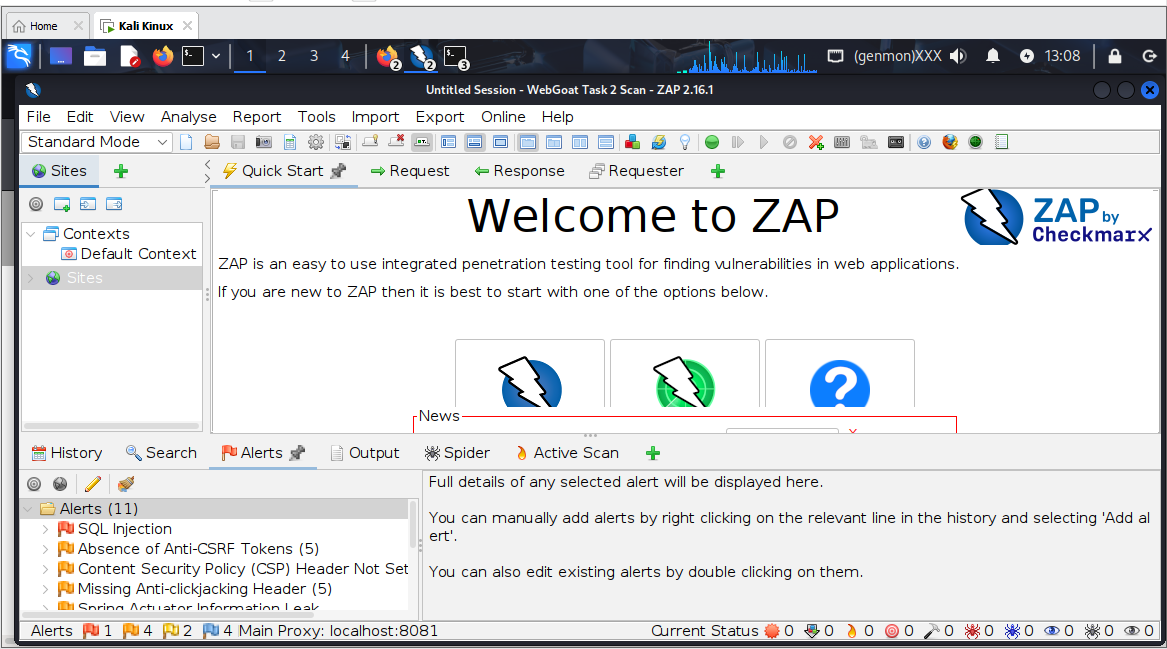 Home
Kali Kinux
1 2 3 4 2 2 3 (genmon)XXX 13:08
Untitled Session - WebGoat Task 2 Scan - ZAP 2.16.1
File Edit View Analyse Report Tools Import Export Online Help
Standard Mode
Sites
Quick Start Request Response Requester
Welcome to ZAP
ZAP by Checkmarx
Contexts
Default Context
Sites
ZAP is an easy to use integrated penetration testing tool for finding vulnerabilities in web applications.
If you are new to ZAP then it is best to start with one of the options below.
News
X
History Search Alerts Output Spider Active Scan
Alerts (11)
SQL Injection
Absence of Anti-CSRF Tokens (5)
Content Security Policy (CSP) Header Not Set
Missing Anti-clickjacking Header (5)
Spring Actuator Information Leak
Full details of any selected alert will be displayed here.
You can manually add alerts by right clicking on the relevant line in the history and selecting 'Add al
ert'.
You can also edit existing alerts by double clicking on them.
Alerts 1 4 2 4 Main Proxy: localhost:8081
Current Status 0 0 0 0 0 0 0 0 0 0